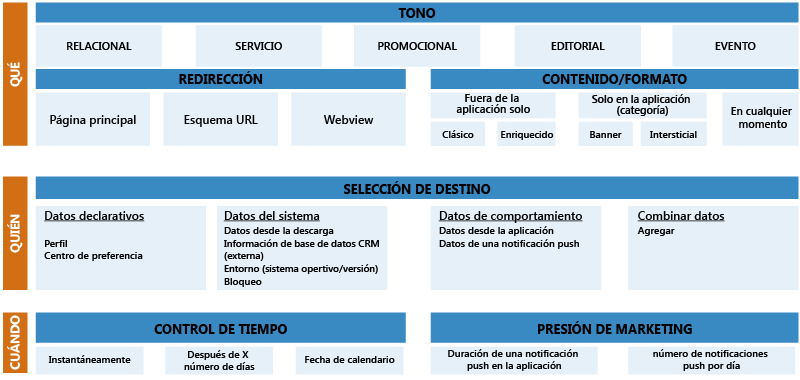 QUÉ
TONO
RELACIONAL
SERVICIO
PROMOCIONAL
EDITORIAL
EVENTO
REDIRECCIÓN
Página principal
Esquema URL
Webview
CONTENIDO/FORMATO
Fuera de la
aplicación solo
Clásico
Enriquecido
Solo en la aplicación
(categoría)
Banner
Intersticial
En cualquier
momento
QUIÉN
SELECCIÓN DE DESTINO
Datos declarativos
Perfil
Centro de preferencia
Datos del sistema
Datos desde la descarga
Información de base de datos CRM
(externa)
Entorno (sistema opertivo/versión)
Bloqueo
Datos de comportamiento
Datos desde la aplicación
Datos de una notificación push
Combinar datos
Agregar
CUÁNDO
CONTROL DE TIEMPO
Instantáneamente
Después de X
número de días
Fecha de calendario
PRESIÓN DE MARKETING
Duración de una notificación
push en la aplicación
número de notificaciones
push por día